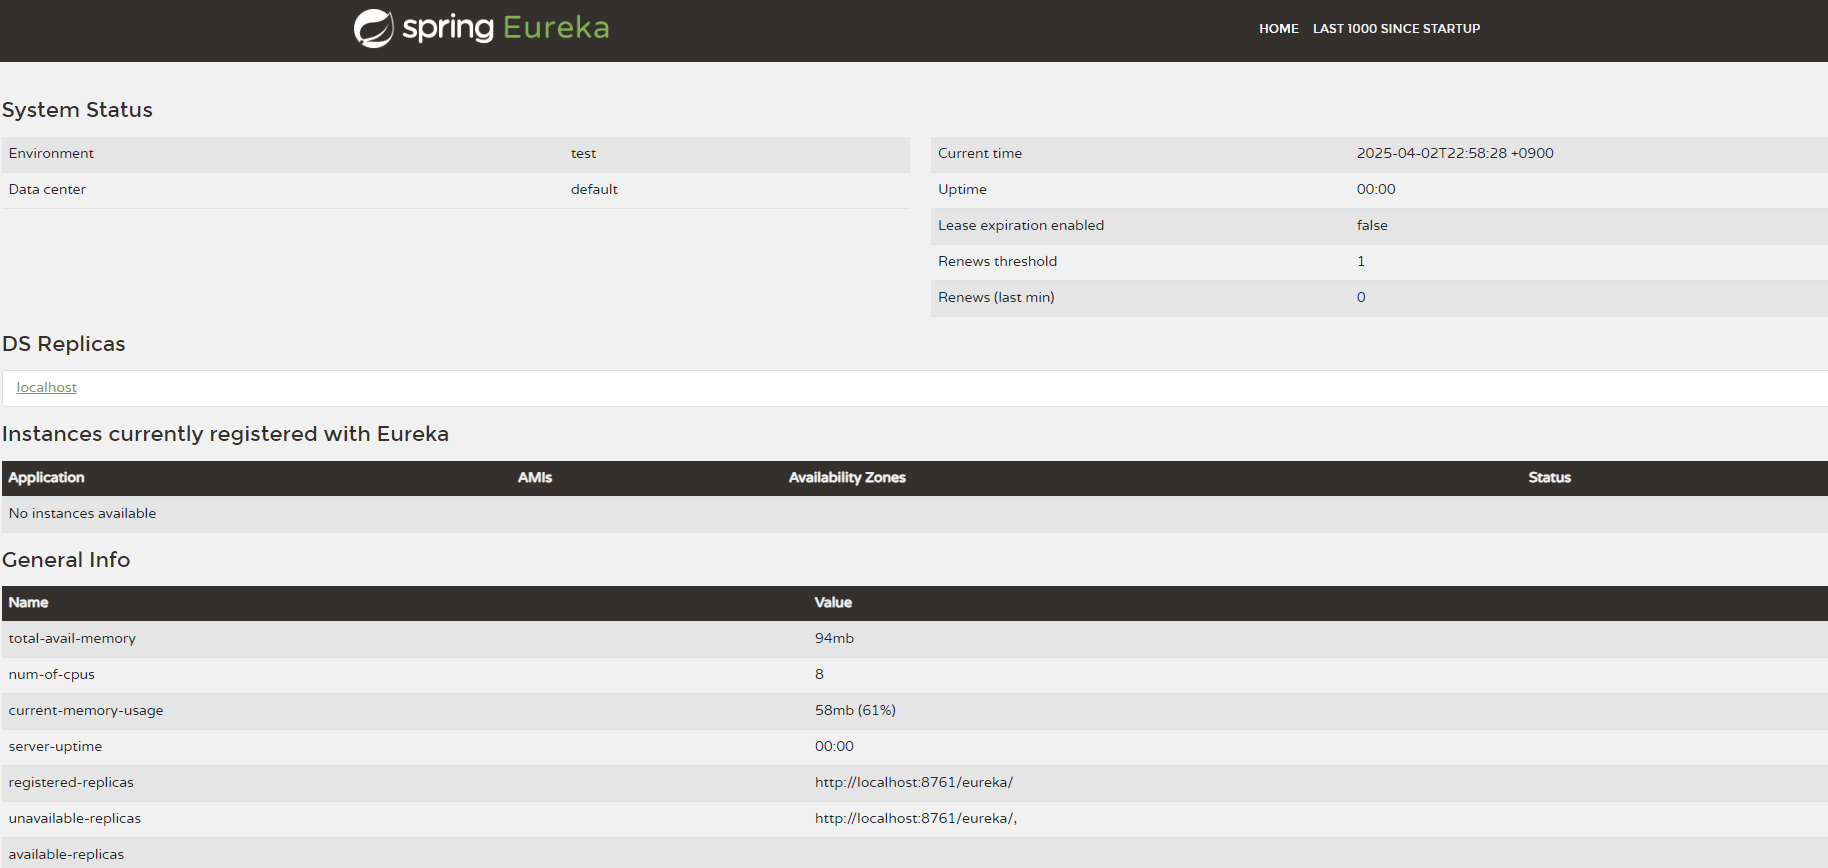 spring Eureka
HOME LAST 1000 SINCE STARTUP
System Status
Environment test
Data center default
Current time 2025-04-02T22:58:28 +0900
Uptime 00:00
Lease expiration enabled false
Renews threshold 1
Renews (last min) 0
DS Replicas
localhost
Instances currently registered with Eureka
Application AMIs Availability Zones Status
No instances available
General Info
Name Value
total-avail-memory 94mb
num-of-cpus 8
current-memory-usage 58mb (61%)
server-uptime 00:00
registered-replicas http://localhost:8761/eureka/
unavailable-replicas http://localhost:8761/eureka/,
available-replicas